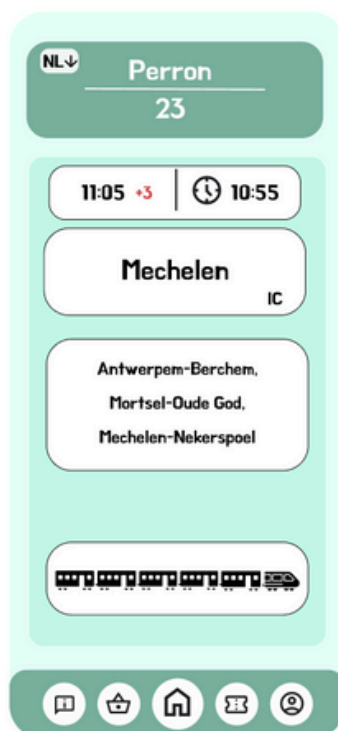 NL↓
Perron
23
11:05 +3 10:55
Mechelen
IC
Antwerpem-Berchem,
Mortsel-Oude God,
Mechelen-Nekerspoel